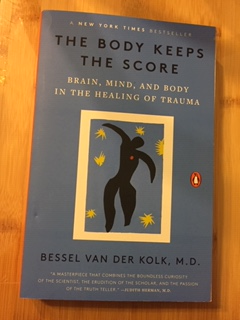 A NEW YORK TIMES BESTSELLER
THE BODY KEEPS
THE SCORE
BRAIN, MIND, AND BODY
IN THE HEALING OF TRAUMA
BESSEL VAN DER KOLK, M.D.
"A MASTERPIECE THAT COMBINES THE BOUNDLESS CURIOSITY
OF THE SCIENTIST, THE ERUDITION OF THE SCHOLAR, AND THE PASSION
OF THE TRUTH TELLER." —JUDITH HERMAN, M.D.